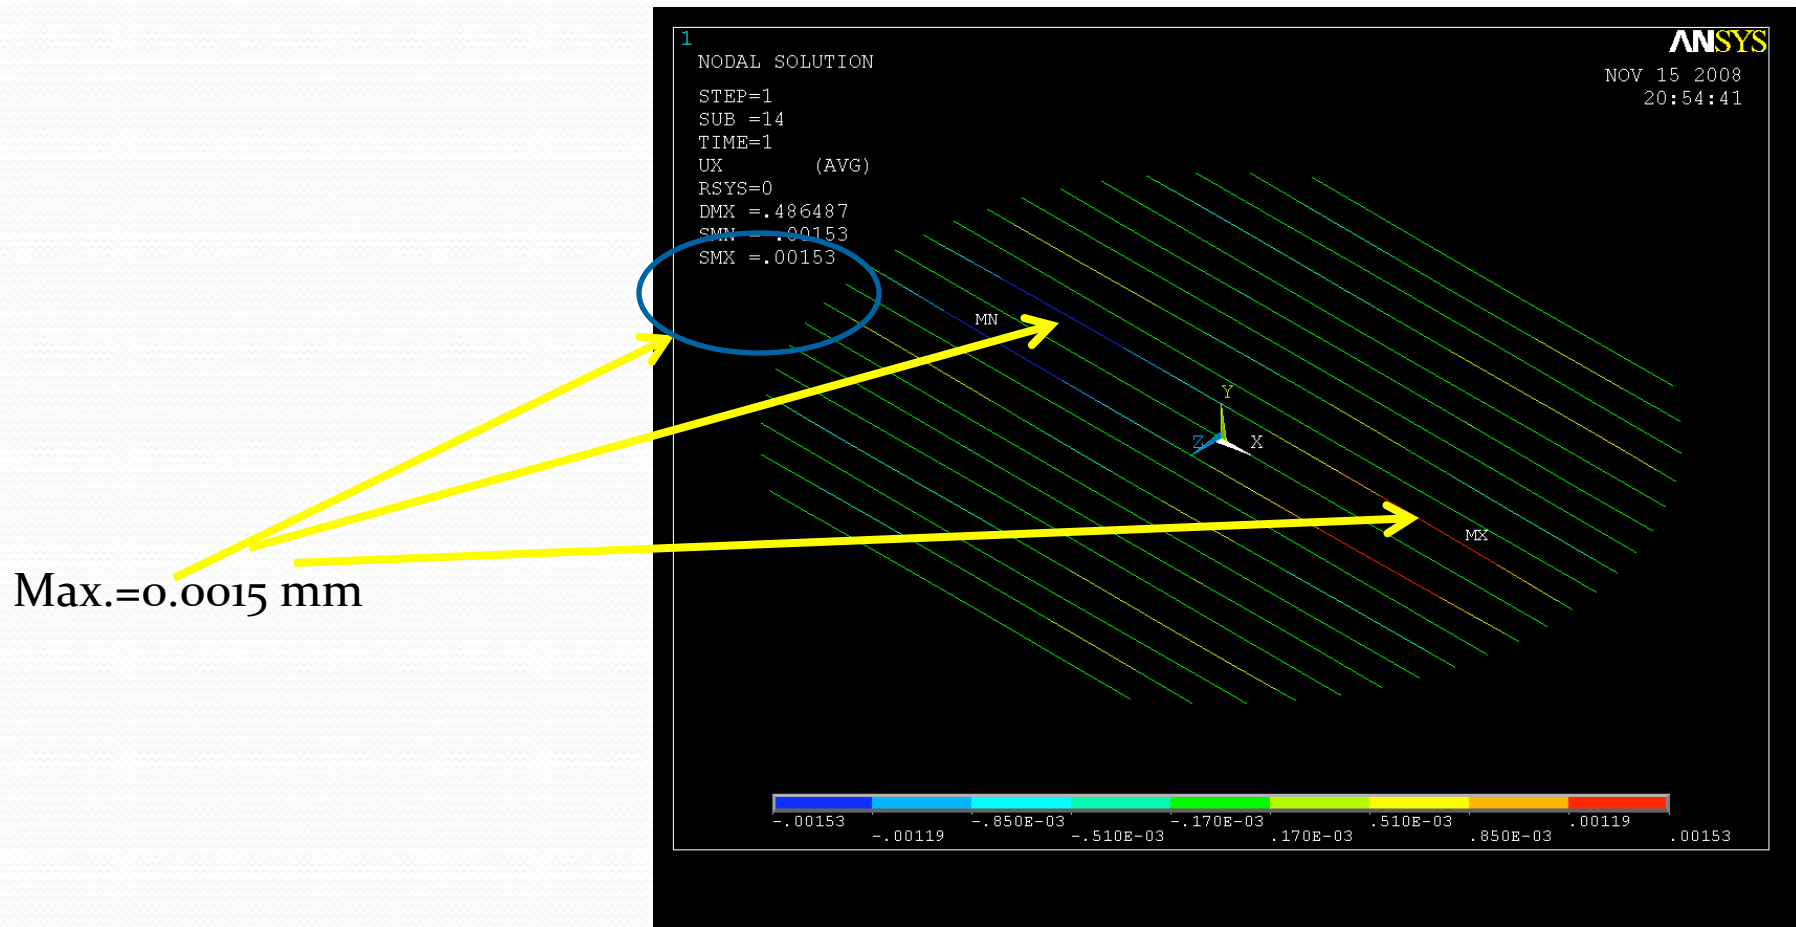 1
ANSYS
NODAL SOLUTION
NOV 15 2008
20:54:41
STEP=1
SUB =14
TIME=1
UX (AVG)
RSYS=0
DMX =.486487
SMN =-.00153
SMX =.00153
MN
Y
Z X
MX
Max.=0.0015 mm
-.00153 -.850E-03 -.170E-03 .510E-03 .00119
-.00119 -.510E-03 .170E-03 .850E-03 .00153